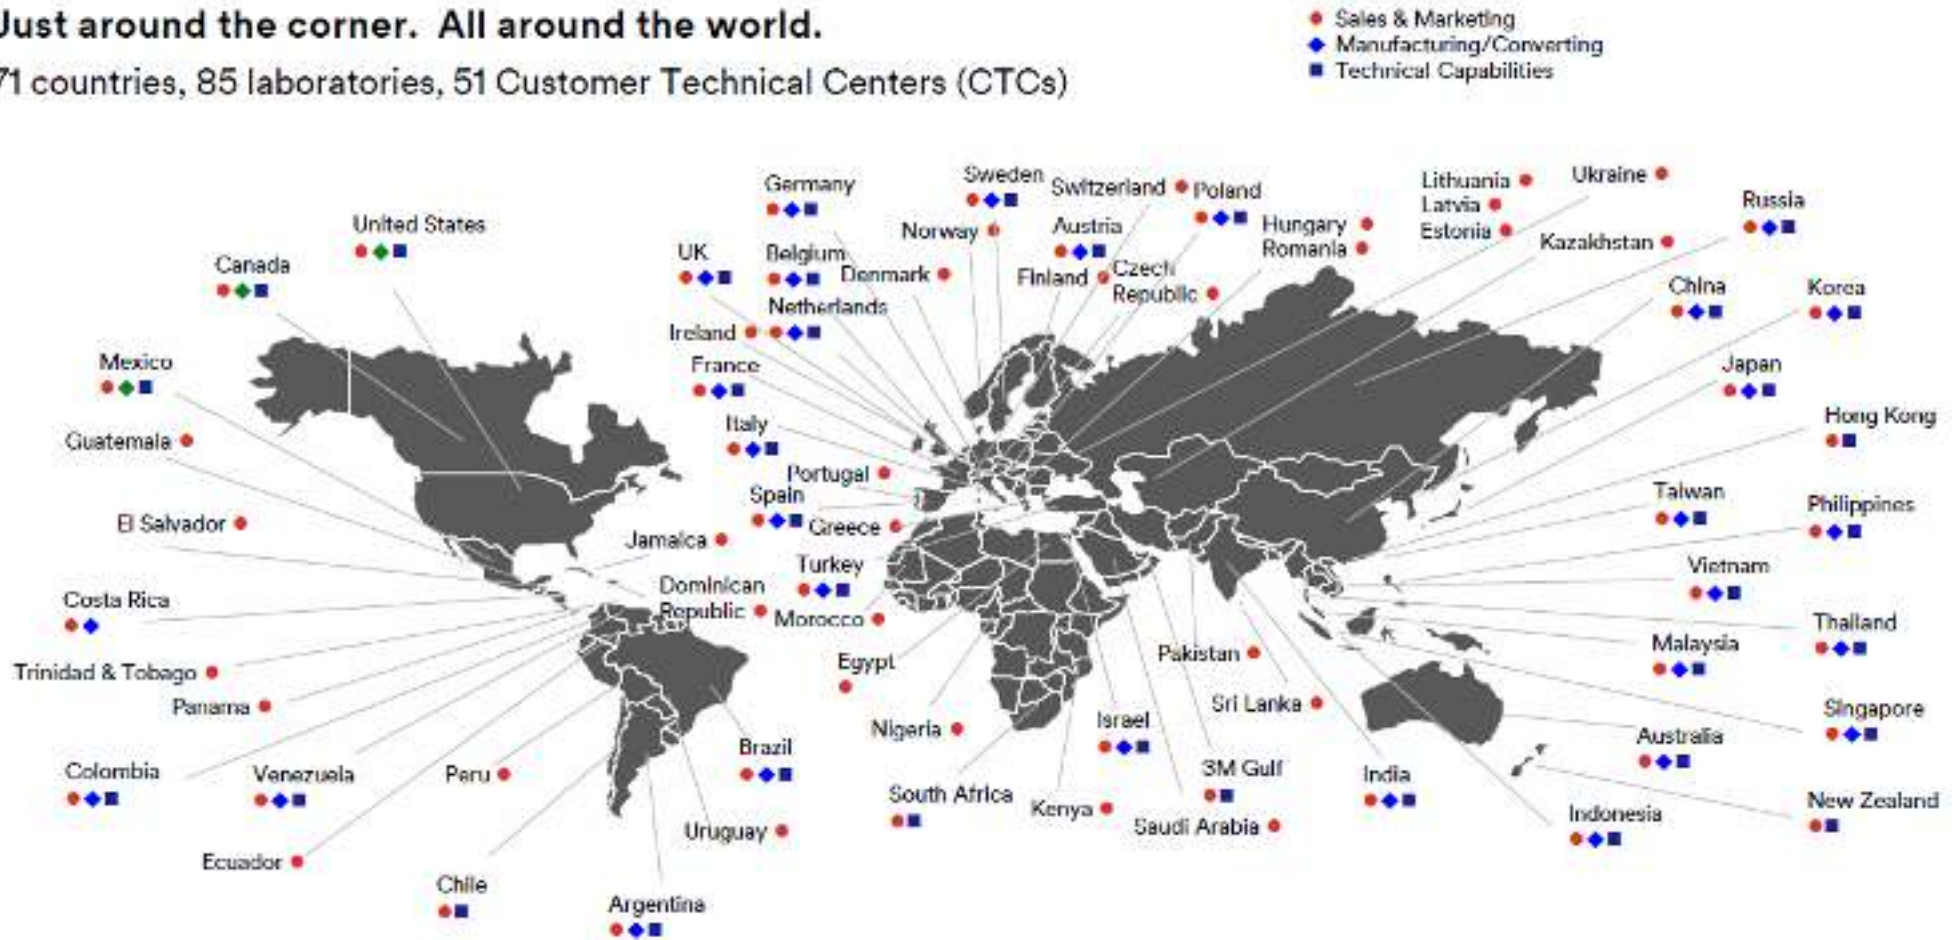 Just around the corner. All around the world.
71 countries, 85 laboratories, 51 Customer Technical Centers (CTCs)
Sales & Marketing
Manufacturing/Converting
Technical Capabilities
Canada
United States
Mexico
Guatemala
El Salvador
Costa Rica
Trinidad & Tobago
Panama
Colombia
Venezuela
Ecuador
Peru
Chile
Argentina
Uruguay
Brazil
Jamaica
Dominican
Republic
Germany
UK
Belgium
Netherlands
Ireland
France
Italy
Portugal
Spain
Greece
Turkey
Morocco
Egypt
Nigeria
South Africa
Kenya
Israel
Saudi Arabia
3M Gulf
Pakistan
Sri Lanka
India
Sweden
Norway
Denmark
Switzerland
Austria
Finland
Poland
Czech
Republic
Hungary
Romania
Lithuania
Latvia
Estonia
Ukraine
Kazakhstan
Russia
China
Korea
Japan
Hong Kong
Taiwan
Philippines
Vietnam
Thailand
Malaysia
Singapore
Australia
Indonesia
New Zealand